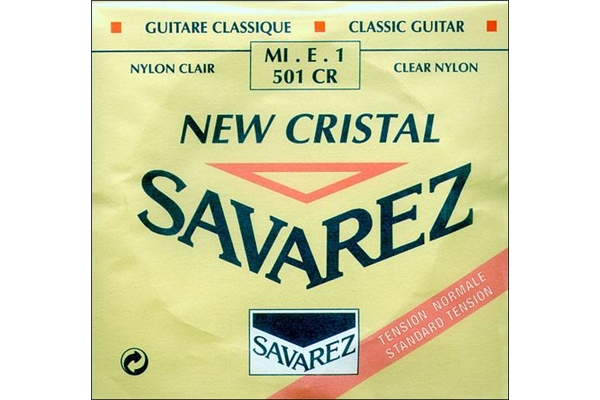 GUITARE CLASSIQUE CLASSIC GUITAR
MI . E . 1
501 CR
NYLON CLAIR CLEAR NYLON
NEW CRISTAL
SAVAREZ
TENSION NORMALE
STANDARD TENSION
SAVAREZ